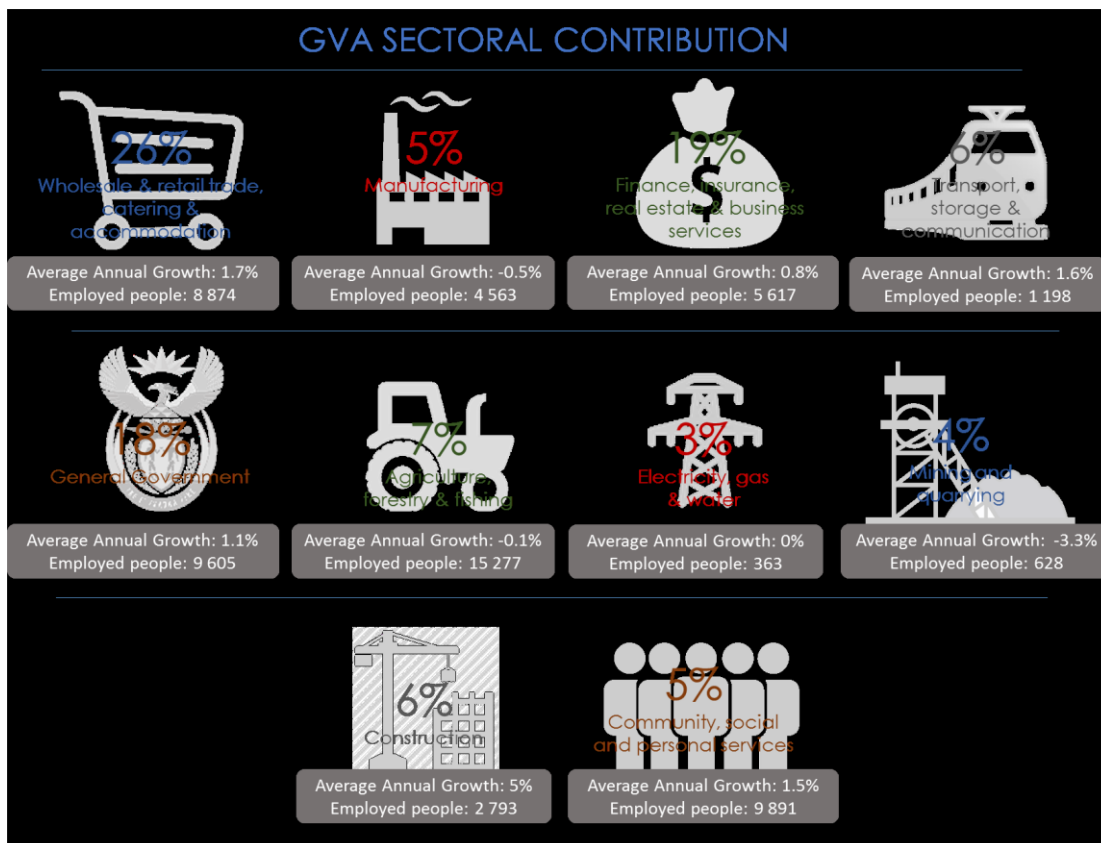 GVA SECTORAL CONTRIBUTION
26%
Wholesale & retail trade,
catering &
accommodation
Average Annual Growth: 1.7%
Employed people: 8 874
5%
Manufacturing
Average Annual Growth: -0.5%
Employed people: 4 563
19%
Finance, insurance,
real estate & business
services
$
Average Annual Growth: 0.8%
Employed people: 5 617
6%
Transport,
storage &
communication
Average Annual Growth: 1.6%
Employed people: 1 198
18%
General Government
Average Annual Growth: 1.1%
Employed people: 9 605
7%
Agriculture,
forestry & fishing
Average Annual Growth: -0.1%
Employed people: 15 277
3%
Electricity, gas
& water
Average Annual Growth: 0%
Employed people: 363
4%
Mining and
quarrying
Average Annual Growth: -3.3%
Employed people: 628
6%
Construction
Average Annual Growth: 5%
Employed people: 2 793
5%
Community, social
and personal services
Average Annual Growth: 1.5%
Employed people: 9 891